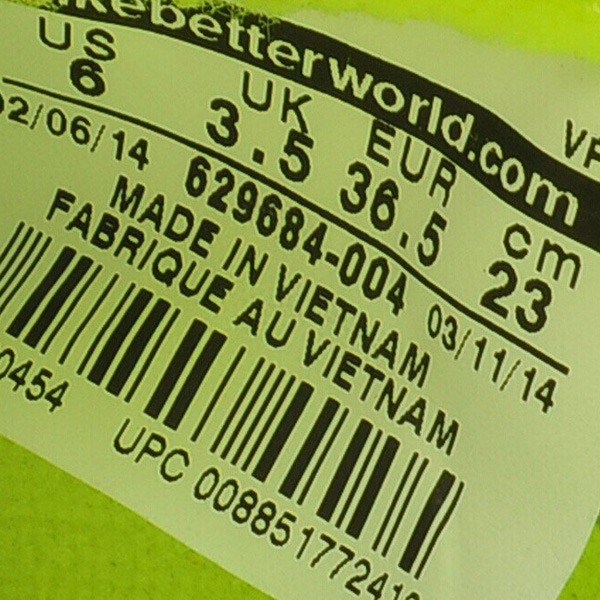 kebetterworld.com
US UK EUR cm
6 3.5 36.5 23
02/06/14 629684-004 03/11/14
MADE IN VIETNAM
FABRIQUE AU VIETNAM
0454
UPC 00885177241